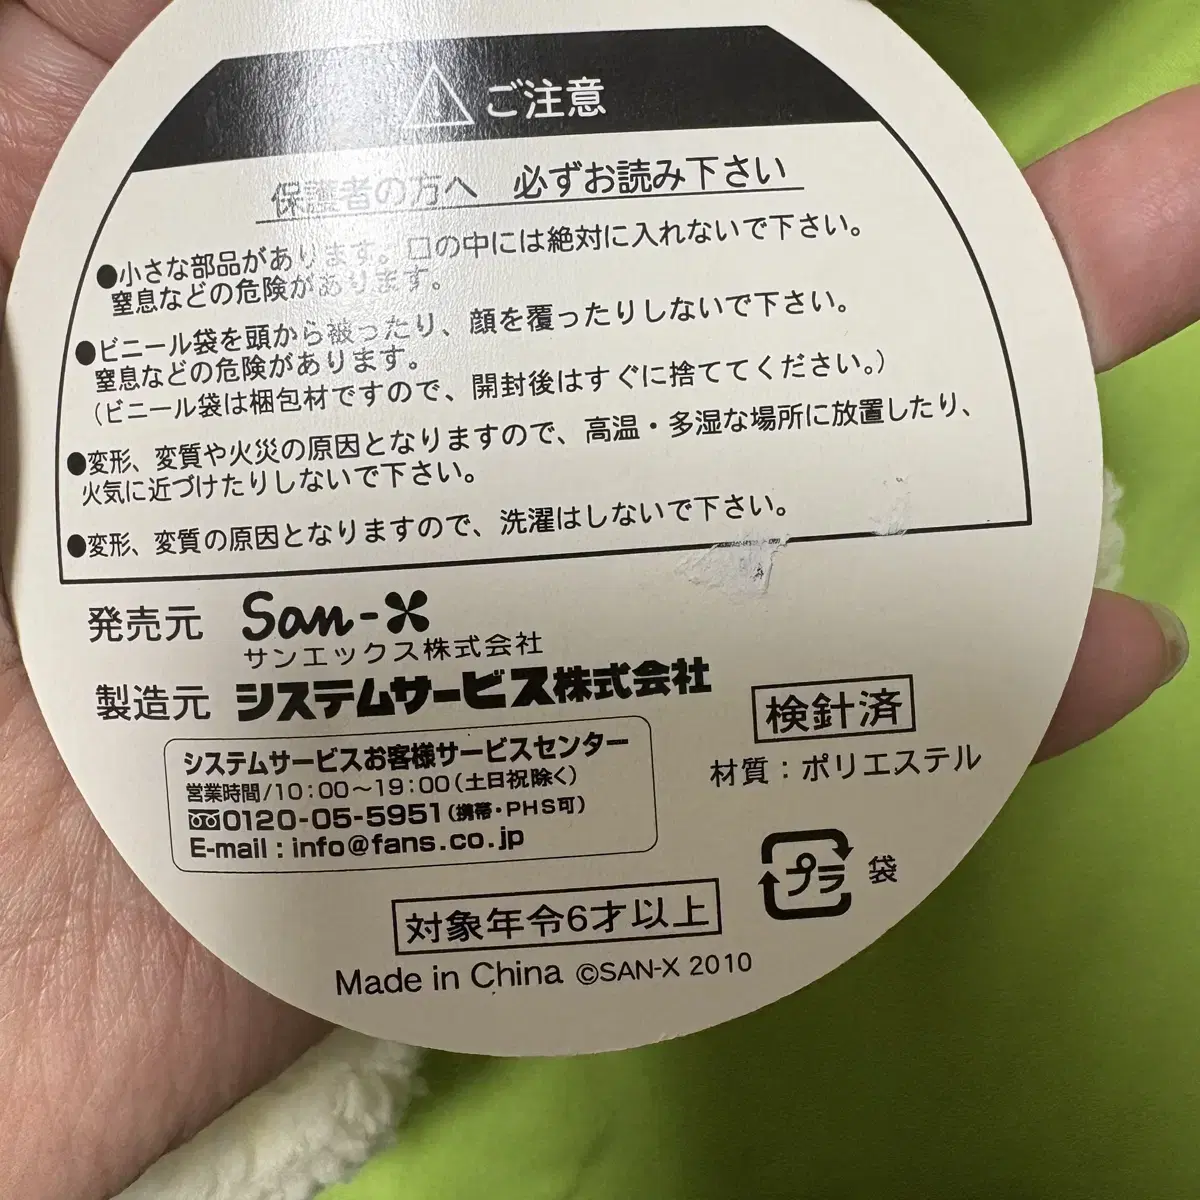 ご注意
保護者の方へ 必ずお読み下さい
●小さな部品があります。口の中には絶対に入れないで下さい。
窒息などの危険があります。
●ビニール袋を頭から被ったり、顔を覆ったりしないで下さい。
窒息などの危険があります。
(ビニール袋は梱包材ですので、開封後はすぐに捨ててください。)
●変形、変質や火災の原因となりますので、高温・多湿な場所に放置したり、
火気に近づけたりしないで下さい。
●変形、変質の原因となりますので、洗濯はしないで下さい。
発売元 San-X
サンエックス株式会社
製造元 システムサービス株式会社
システムサービスお客様サービスセンター
営業時間/10:00〜19:00(土日祝除く)
0120-05-5951(携帯・PHS可)
E-mail : info@fans.co.jp
検針済
材質:ポリエステル
プラ 袋
対象年令6才以上
Made in China ©SAN-X 2010